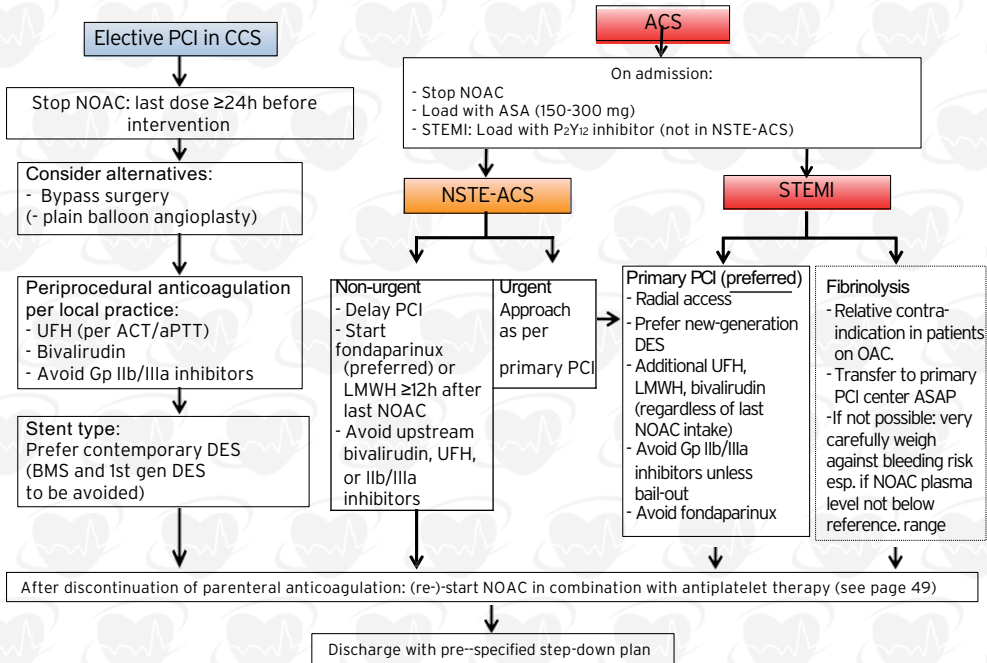 Elective PCI in CCS
Stop NOAC: last dose ≥24h before
intervention
Consider alternatives:
- Bypass surgery
(- plain balloon angioplasty)
Periprocedural anticoagulation
per local practice:
- UFH (per ACT/aPTT)
- Bivalirudin
- Avoid Gp IIb/IIIa inhibitors
Stent type:
Prefer contemporary DES
(BMS and 1st gen DES
to be avoided)
ACS
On admission:
- Stop NOAC
- Load with ASA (150-300 mg)
- STEMI: Load with P2Y12 inhibitor (not in NSTE-ACS)
NSTE-ACS
Non-urgent
- Delay PCI
- Start
fondaparinux
(preferred) or
LMWH ≥12h after
last NOAC
- Avoid upstream
bivalirudin, UFH,
or IIb/IIIa
inhibitors
Urgent
Approach
as per
primary PCI
STEMI
Primary PCI (preferred)
- Radial access
- Prefer new-generation
DES
- Additional UFH,
LMWH, bivalirudin
(regardless of last
NOAC intake)
- Avoid Gp IIb/IIIa
inhibitors unless
bail-out
- Avoid fondaparinux
Fibrinolysis
- Relative contra-
indication in patients
on OAC.
- Transfer to primary
PCI center ASAP
-If not possible: very
carefully weigh
against bleeding risk
esp. if NOAC plasma
level not below
reference. range
After discontinuation of parenteral anticoagulation: (re-)-start NOAC in combination with antiplatelet therapy (see page 49)
Discharge with pre--specified step-down plan